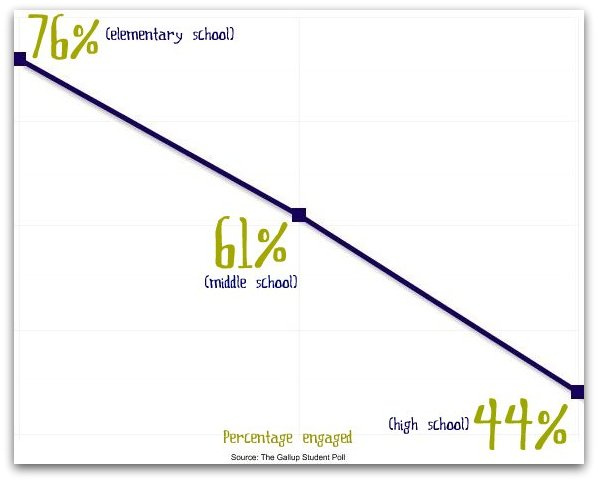 76% (elementary school)
61%
(middle school)
(high school) 44%
Percentage engaged
Source: The Gallup Student Poll